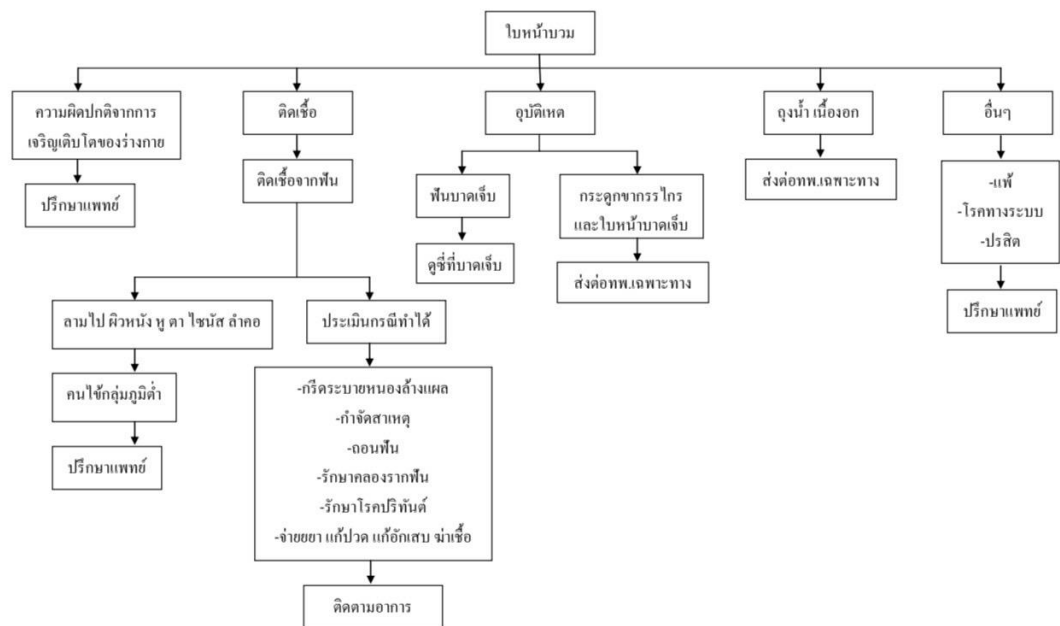 ใบหน้าบวม
ความผิดปกติจากการ
เจริญเติบโตของร่างกาย
ปรึกษาแพทย์
ติดเชื้อ
ติดเชื้อจากฟัน
ลามไป ผิวหนัง หู ตา ไซนัส ลำคอ
คนไข้กลุ่มภูมิต่ำ
ปรึกษาแพทย์
ประเมินกรณีทำได้
-กรีดระบายหนองล้างแผล
-กำจัดสาเหตุ
-ถอนฟัน
-รักษาคลองรากฟัน
-รักษาโรคปริทันต์
-จ่ายยยา แก้ปวด แก้อักเสบ ฆ่าเชื้อ
ติดตามอาการ
อุบัติเหต
ฟันบาดเจ็บ
ดูซี่ที่บาดเจ็บ
กระดูกขากรรไกร
และใบหน้าบาดเจ็บ
ส่งต่อทพ.เฉพาะทาง
ถุงน้ำ เนื้องอก
ส่งต่อทพ.เฉพาะทาง
อื่นๆ
-แพ้
-โรคทางระบบ
-ปรสิต
ปรึกษาแพทย์